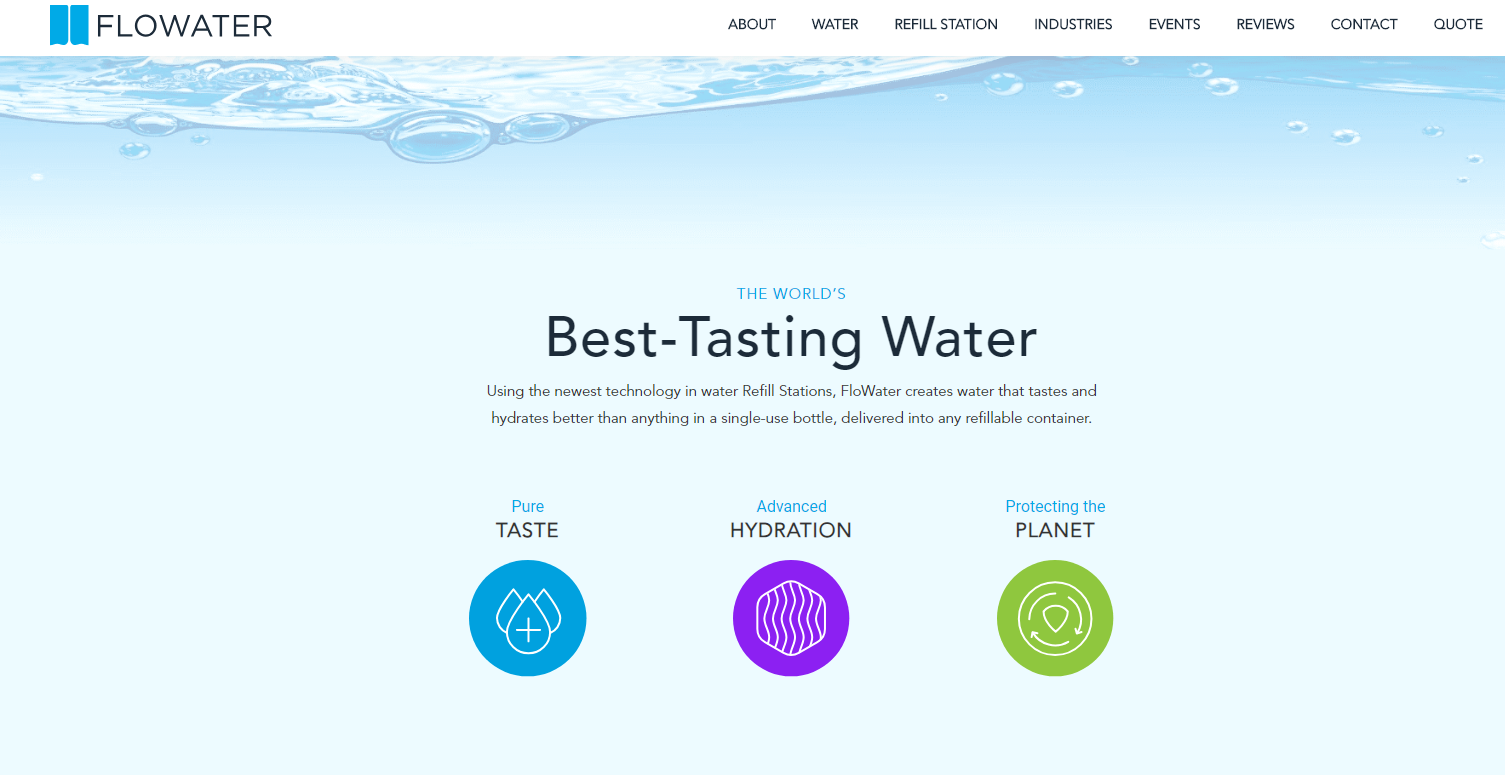 FLOWATER
ABOUT WATER REFILL STATION INDUSTRIES EVENTS REVIEWS CONTACT QUOTE
THE WORLD'S
Best-Tasting Water
Using the newest technology in water Refill Stations, FloWater creates water that tastes and
hydrates better than anything in a single-use bottle, delivered into any refillable container.
Pure
TASTE
Advanced
HYDRATION
Protecting the
PLANET